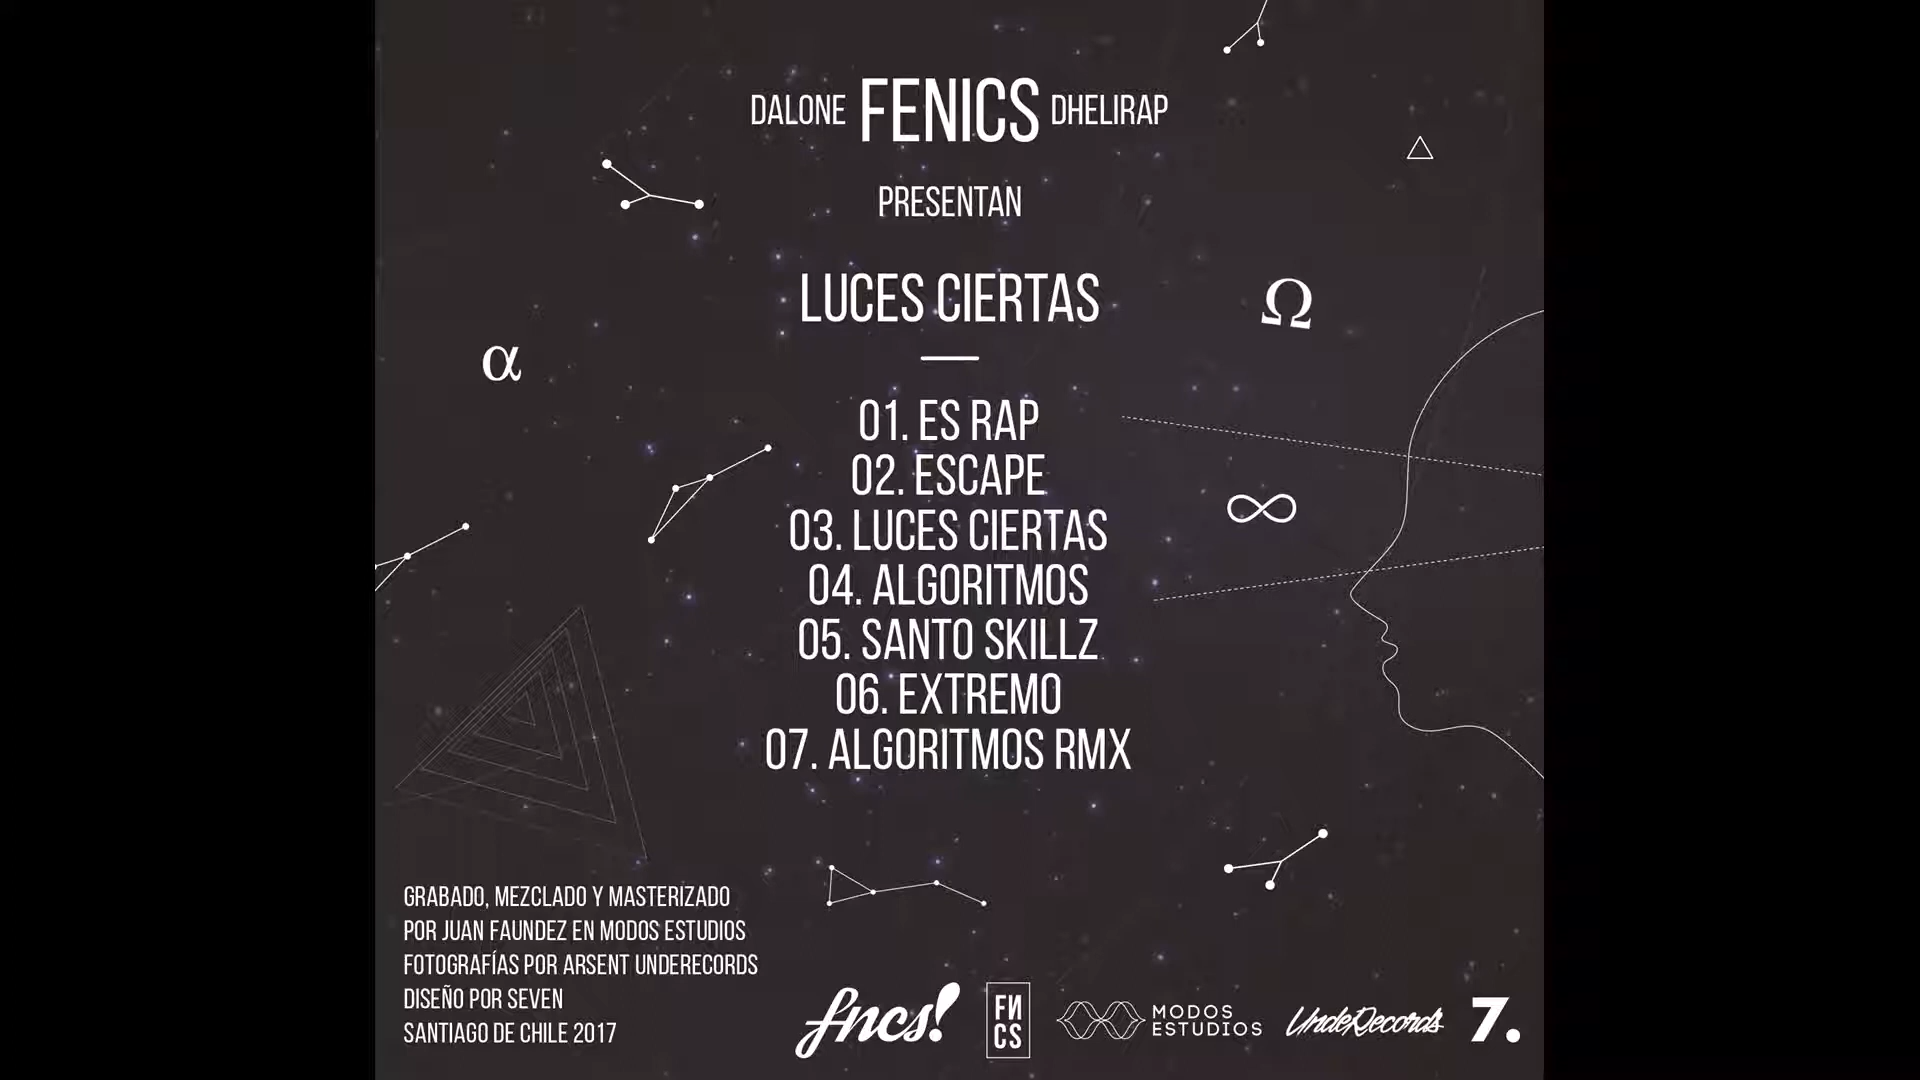 DALONE FENICS DHELIRAP
PRESENTAN
LUCES CIERTAS
α
Ω
∞
01. ES RAP
02. ESCAPE
03. LUCES CIERTAS
04. ALGORITMOS
05. SANTO SKILLZ
06. EXTREMO
07. ALGORITMOS RMX
GRABADO, MEZCLADO Y MASTERIZADO
POR JUAN FAUNDEZ EN MODOS ESTUDIOS
FOTOGRAFÍAS POR ARSENT UNDERECORDS
DISEÑO POR SEVEN
SANTIAGO DE CHILE 2017
fncs!
FN
CS
MODOS
ESTUDIOS
UndeRecords
7.